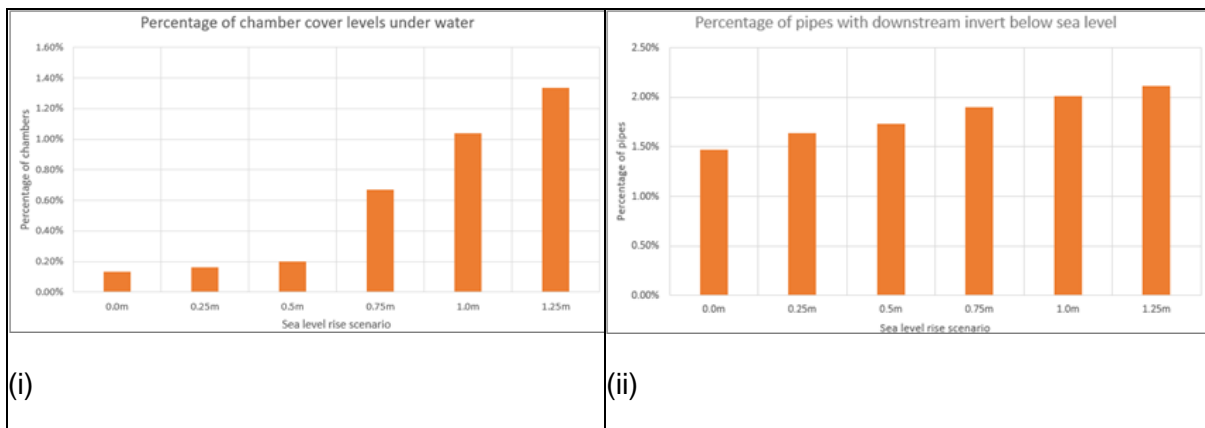 Percentage of chamber cover levels under water
1.60%
1.40%
1.20%
1.00%
0.80%
0.60%
0.40%
0.20%
0.00%
Percentage of chambers
0.0m 0.25m 0.5m 0.75m 1.0m 1.25m
Sea level rise scenario
(i)
Percentage of pipes with downstream invert below sea level
2.50%
2.00%
1.50%
1.00%
0.50%
0.00%
Percentage of pipes
0.0m 0.25m 0.5m 0.75m 1.0m 1.25m
Sea level rise scenario
(ii)